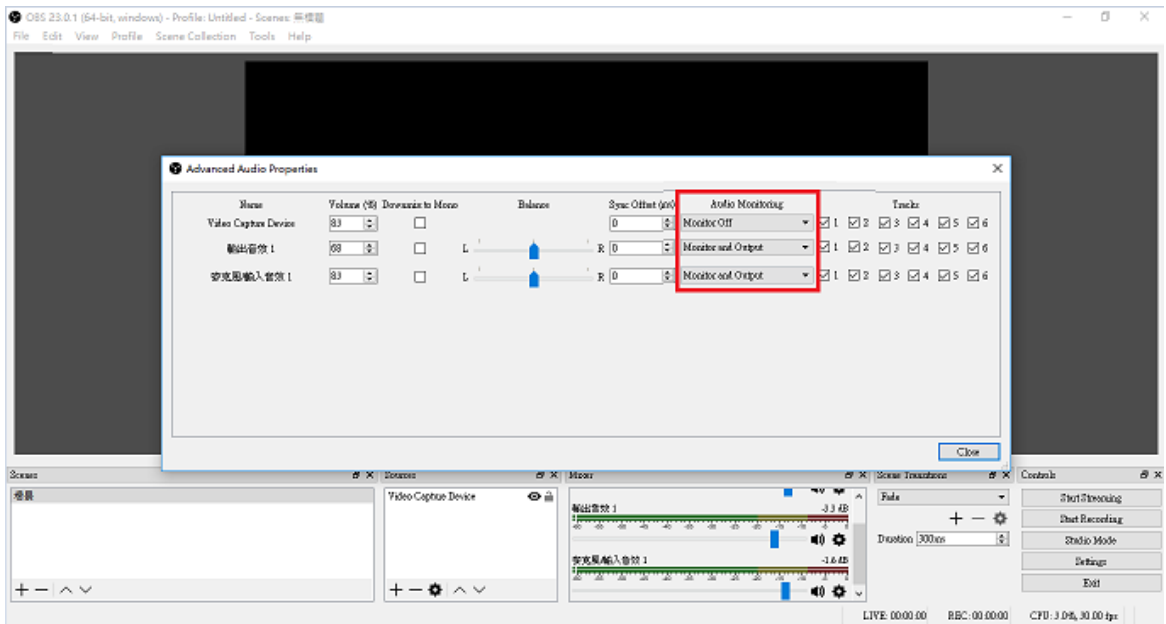 OBS 23.0.1 (64-bit, windows) - Profile: Untitled - Scenes: 無標題
File Edit View Profile Scene Collection Tools Help
Advanced Audio Properties
Name Volume (%) Downmix to Mono Balance Sync Offset (ms) Audio Monitoring Tracks
Video Capture Device 83 0 Monitor Off 1 2 3 4 5 6
輸出音效 1 68 L R 0 Monitor and Output 1 2 3 4 5 6
麥克風/輸入音效 1 83 L R 0 Monitor and Output 1 2 3 4 5 6
Close
Scenes Sources Mixer Scene Transitions Controls
Video Capture Device
輸出音效 1 -3.3 dB
麥克風/輸入音效 1 -1.6 dB
Fade
Duration 300ms
Start Streaming
Start Recording
Studio Mode
Settings
Exit
LIVE: 00:00:00 REC: 00:00:00 CPU: 3.0%, 30.00 fps